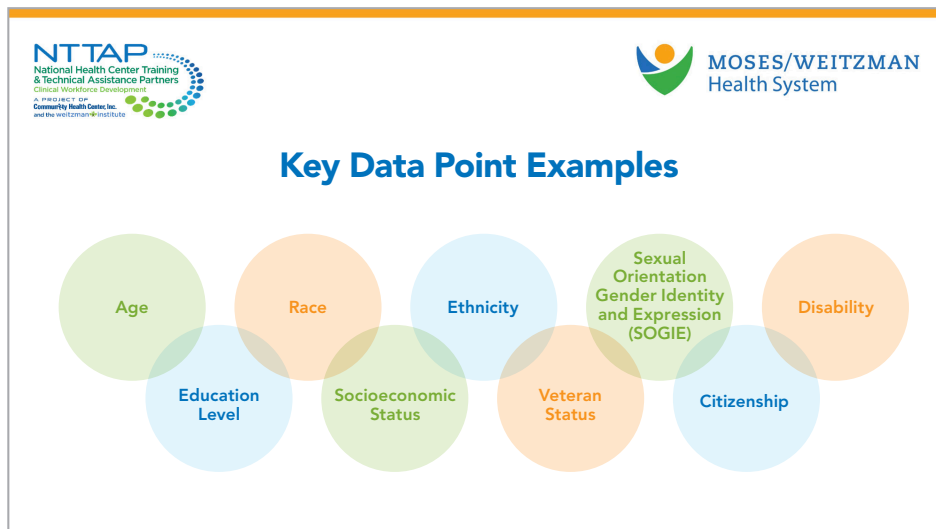 NTTAP
National Health Center Training
& Technical Assistance Partners
Clinical Workforce Development
A PROJECT OF
Community Health Center, Inc.
and the weitzman institute
MOSES/WEITZMAN
Health System
Key Data Point Examples
Age
Race
Ethnicity
Sexual
Orientation
Gender Identity
and Expression
(SOGIE)
Disability
Education
Level
Socioeconomic
Status
Veteran
Status
Citizenship